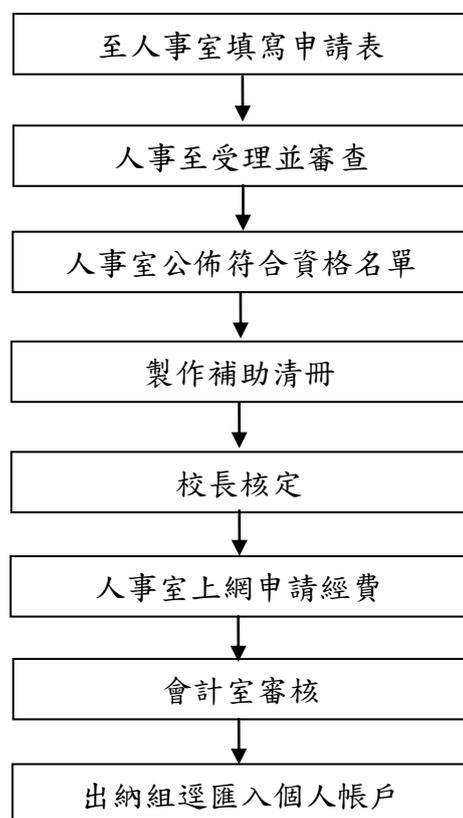 至人事室填寫申請表
人事至受理並審查
人事室公佈符合資格名單
製作補助清冊
校長核定
人事室上網申請經費
會計室審核
出納組逕匯入個人帳戶